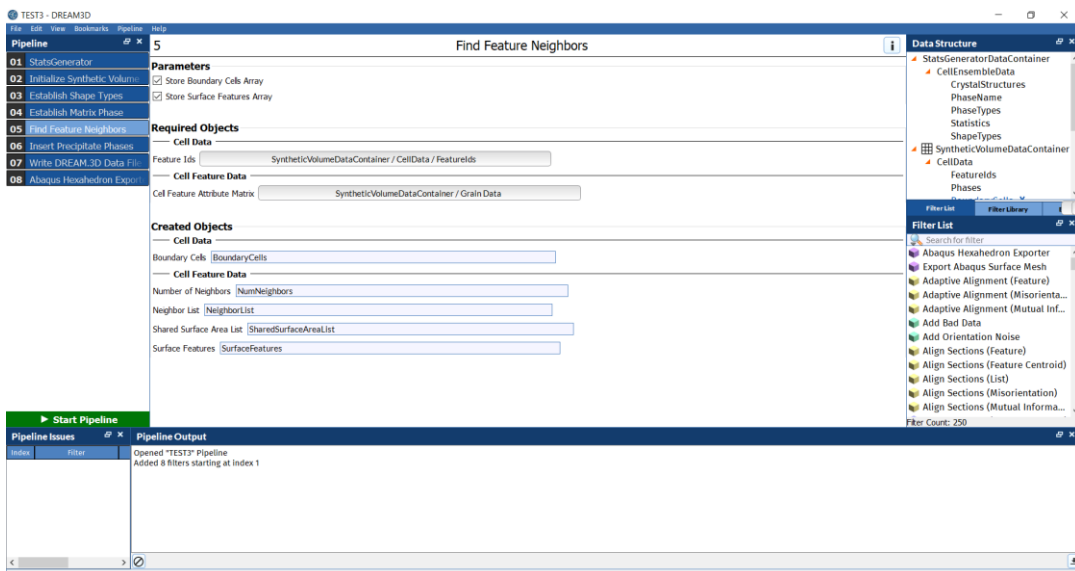 TEST3 - DREAM3D
File Edit View Bookmarks Pipeline Help
Pipeline
01 StatsGenerator
02 Initialize Synthetic Volume
03 Establish Shape Types
04 Establish Matrix Phase
05 Find Feature Neighbors
06 Insert Precipitate Phases
07 Write DREAM.3D Data File
08 Abaqus Hexahedron Export
Start Pipeline
5 Find Feature Neighbors
Parameters
Store Boundary Cells Array
Store Surface Features Array
Required Objects
Cell Data
Feature Ids SyntheticVolumeDataContainer / CellData / FeatureIds
Cell Feature Data
Cell Feature Attribute Matrix SyntheticVolumeDataContainer / Grain Data
Created Objects
Cell Data
Boundary Cells BoundaryCells
Cell Feature Data
Number of Neighbors NumNeighbors
Neighbor List NeighborList
Shared Surface Area List SharedSurfaceAreaList
Surface Features SurfaceFeatures
Data Structure
StatsGeneratorDataContainer
CellEnsembleData
CrystalStructures
PhaseName
PhaseTypes
Statistics
ShapeTypes
SyntheticVolumeDataContainer
CellData
FeatureIds
Phases
Filter List Filter Library
Filter List
Search for filter
Abaqus Hexahedron Exporter
Export Abaqus Surface Mesh
Adaptive Alignment (Feature)
Adaptive Alignment (Misorienta...
Adaptive Alignment (Mutual Inf...
Add Bad Data
Add Orientation Noise
Align Sections (Feature)
Align Sections (Feature Centroid)
Align Sections (List)
Align Sections (Misorientation)
Align Sections (Mutual Informa...
Filter Count: 250
Pipeline Issues
Index Filter
Pipeline Output
Opened "TEST3" Pipeline
Added 8 filters starting at index 1